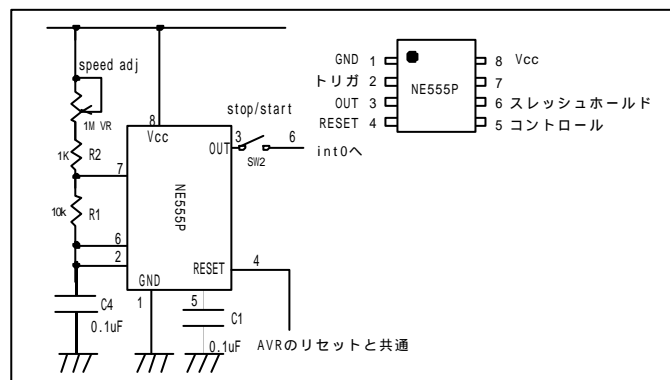 speed adj
1M VR
1K R2
7
10k R1
6
2
C4
0.1uF
8
Vcc
NE555P
GND
1
OUT
3
stop/start
SW2
6
int0へ
RESET
4
5
C1
0.1uF
AVRのリセットと共通
GND 1
トリガ 2
OUT 3
RESET 4
NE555P
8 Vcc
7
6 スレッシュホールド
5 コントロール